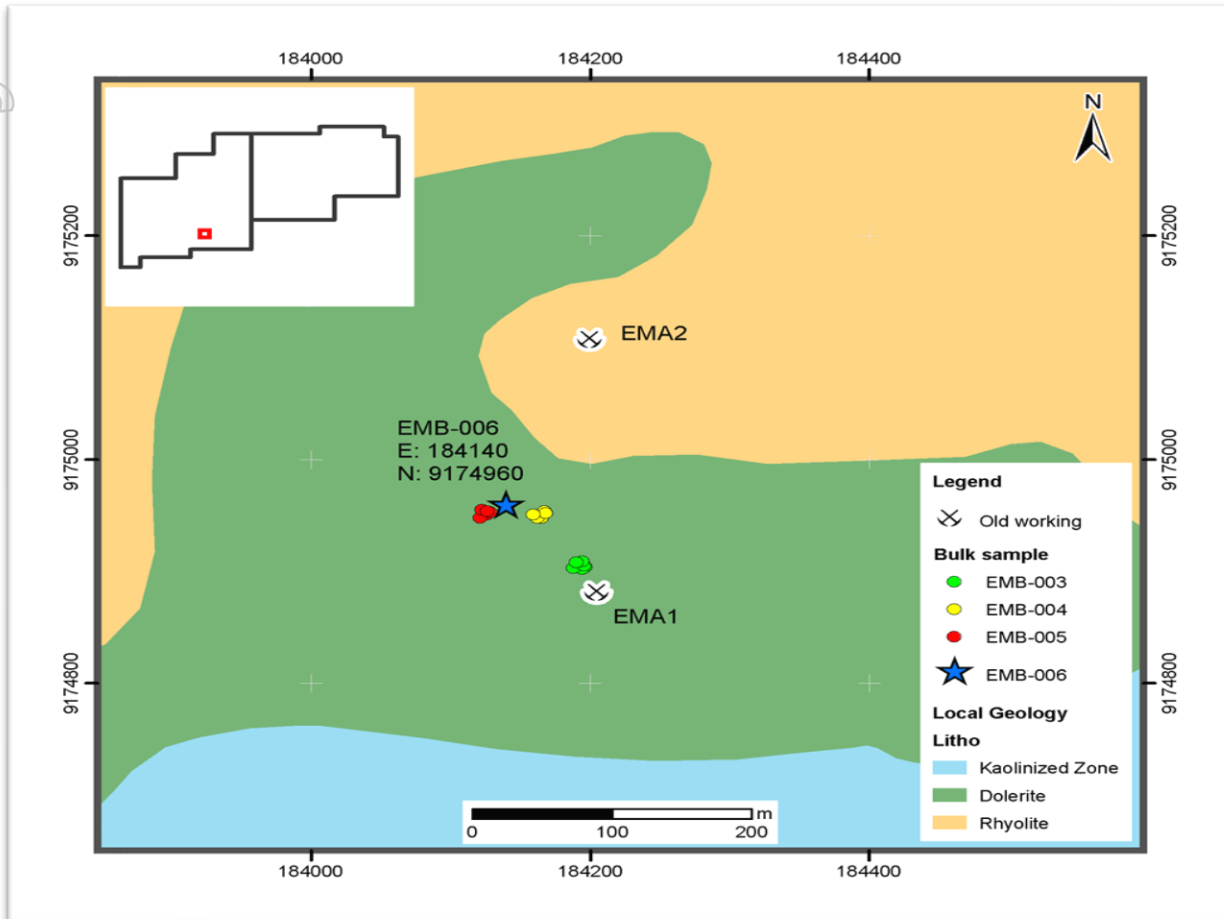 184000
184200
184400
N
9175200
9175200
EMA2
EMB-006
E: 184140
N: 9174960
9175000
9175000
Legend
Old working
Bulk sample
EMB-003
EMB-004
EMB-005
EMB-006
EMA1
9174800
9174800
Local Geology
Litho
Kaolinized Zone
Dolerite
Rhyolite
m
0
100
200
184000
184200
184400